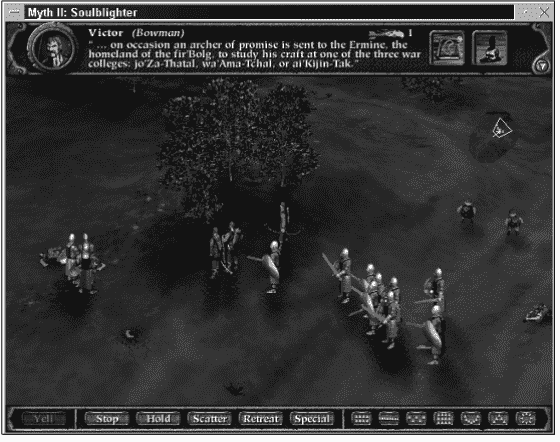 Myth II: Soulblighter
Victor (Bowman)
1
" ... on occasion an archer of promise is sent to the Ermine, the
homeland of the fir'Bolg, to study his craft at one of the three war
colleges: jo'Za-Thatal, wa'Ama-Tchal, or ai'Kijin-Tak."
Yell Stop Hold Scatter Retreat Special